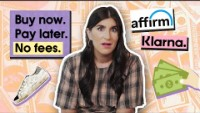 Buy now.
Pay later.
No fees.
affirm
Klarna.